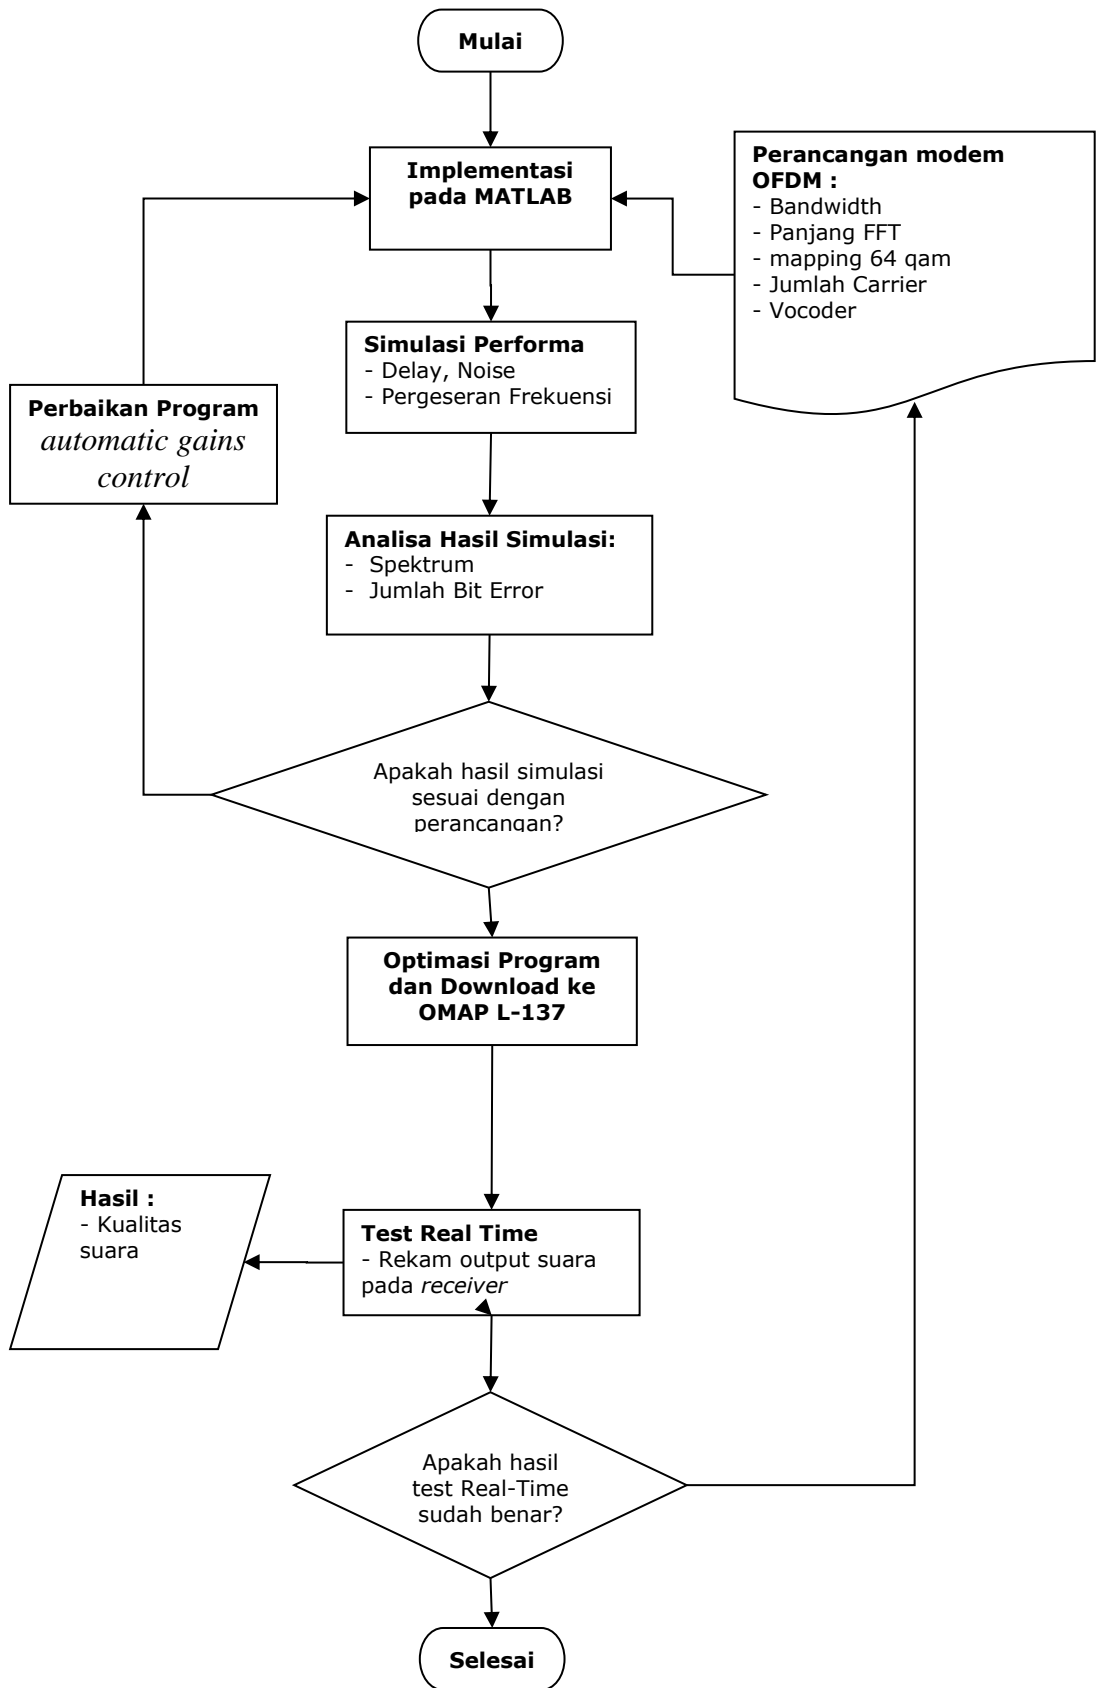 Mulai
Implementasi
pada MATLAB
Perancangan modem
OFDM :
- Bandwidth
- Panjang FFT
- mapping 64 qam
- Jumlah Carrier
- Vocoder
Simulasi Performa
- Delay, Noise
- Pergeseran Frekuensi
Perbaikan Program
automatic gains
control
Analisa Hasil Simulasi:
- Spektrum
- Jumlah Bit Error
Apakah hasil simulasi
sesuai dengan
perancangan?
Optimasi Program
dan Download ke
OMAP L-137
Hasil :
- Kualitas
suara
Test Real Time
- Rekam output suara
pada receiver
Apakah hasil
test Real-Time
sudah benar?
Selesai